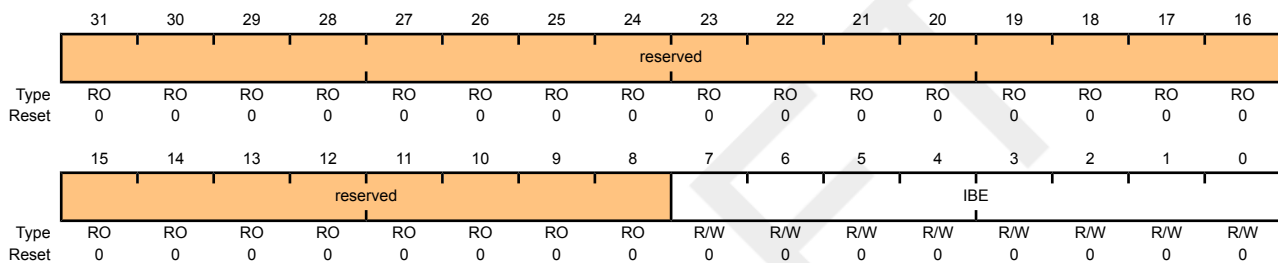 31 30 29 28 27 26 25 24 23 22 21 20 19 18 17 16
reserved
Type RO RO RO RO RO RO RO RO RO RO RO RO RO RO RO RO
Reset 0 0 0 0 0 0 0 0 0 0 0 0 0 0 0 0
15 14 13 12 11 10 9 8 7 6 5 4 3 2 1 0
reserved IBE
Type RO RO RO RO RO RO RO RO R/W R/W R/W R/W R/W R/W R/W R/W
Reset 0 0 0 0 0 0 0 0 0 0 0 0 0 0 0 0